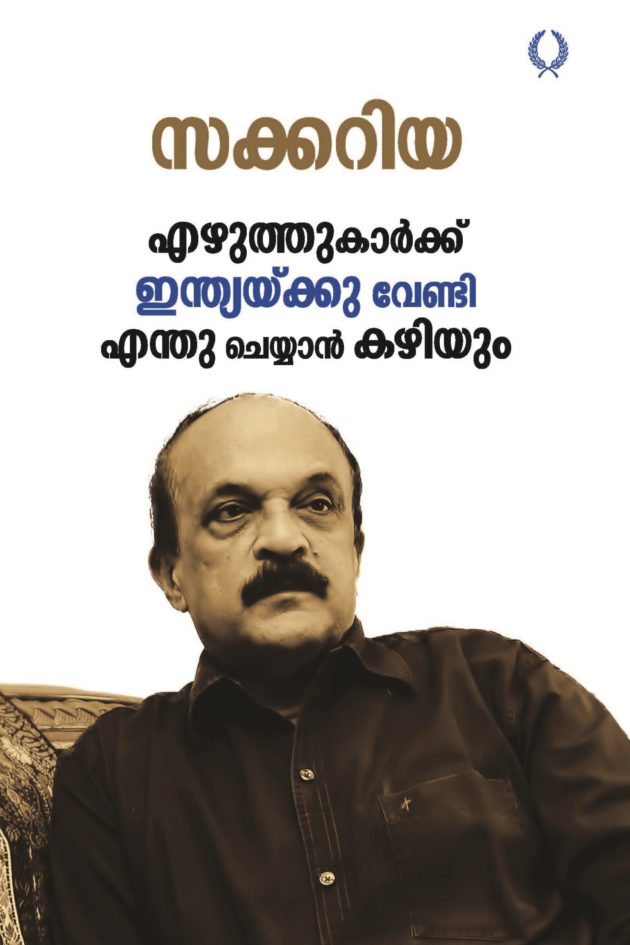 സക്കറിയ
എഴുത്തുകാർക്ക്
ഇന്ത്യയ്ക്കു വേണ്ടി
എന്തു ചെയ്യാൻ കഴിയും